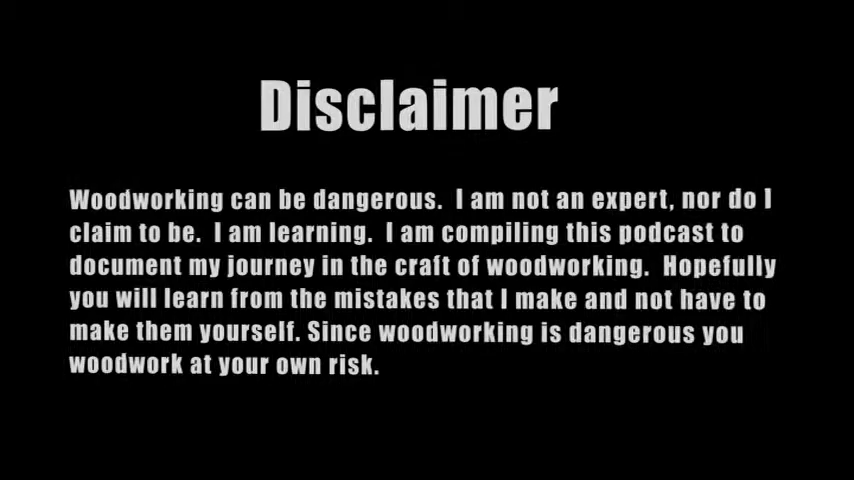 Disclaimer
Woodworking can be dangerous.  I am not an expert, nor do I
claim to be.  I am learning.  I am compiling this podcast to
document my journey in the craft of woodworking.  Hopefully
you will learn from the mistakes that I make and not have to
make them yourself. Since woodworking is dangerous you
woodwork at your own risk.